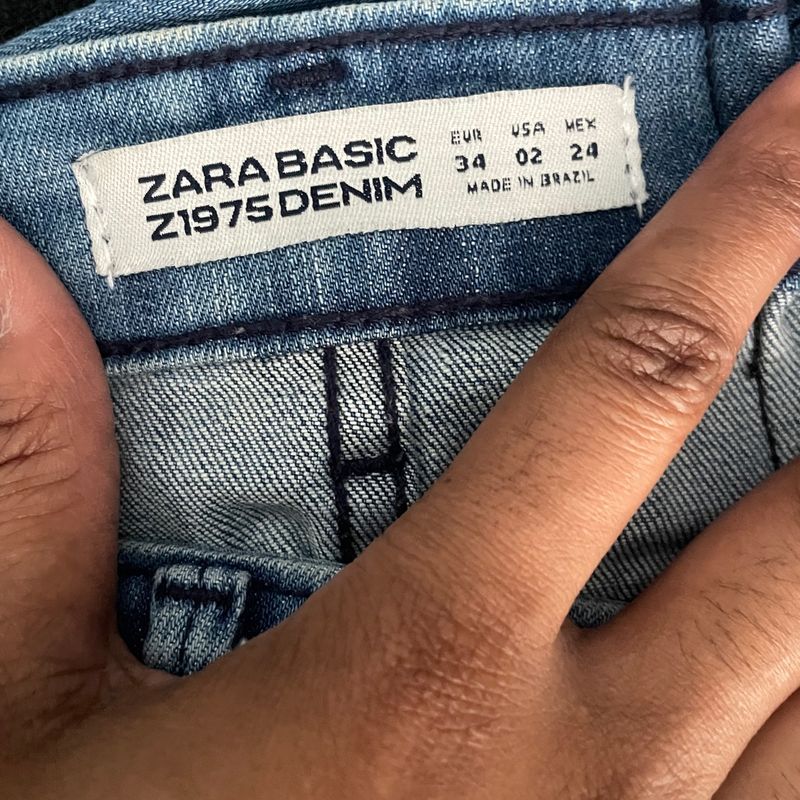 ZARA BASIC
Z1975 DENIM
EUR USA MEX
34 02 24
MADE IN BRAZIL